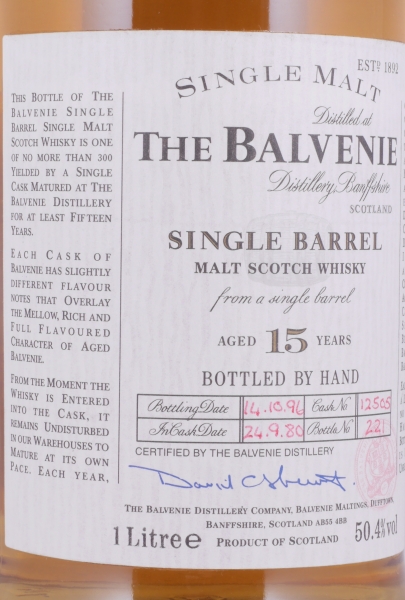 ESTD 1892
SINGLE MALT
Distilled at
THE BALVENIE
Distillery, Banffshire
SCOTLAND
SINGLE BARREL
MALT SCOTCH WHISKY
from a single barrel
AGED 15 YEARS
BOTTLED BY HAND
Bottling Date 14.10.96 Cask No 12505
In Cask Date 24.9.80 Bottle No 221
CERTIFIED BY THE BALVENIE DISTILLERY
David C Stewart.
THE BALVENIE DISTILLERY COMPANY, BALVENIE MALTINGS, DUFFTOWN,
BANFFSHIRE, SCOTLAND AB55 4BB
1 Litre e PRODUCT OF SCOTLAND 50.4% vol
THIS BOTTLE OF THE
BALVENIE SINGLE
BARREL SINGLE MALT
SCOTCH WHISKY IS ONE
OF NO MORE THAN 300
YIELDED BY A SINGLE
CASK MATURED AT THE
BALVENIE DISTILLERY
FOR AT LEAST FIFTEEN
YEARS.
EACH CASK OF
BALVENIE HAS SLIGHTLY
DIFFERENT FLAVOUR
NOTES THAT OVERLAY
THE MELLOW, RICH AND
FULL FLAVOURED
CHARACTER OF AGED
BALVENIE.
FROM THE MOMENT THE
WHISKY IS ENTERED
INTO THE CASK, IT
REMAINS UNDISTURBED
IN OUR WAREHOUSES TO
MATURE AT ITS OWN
PACE. EACH YEAR,